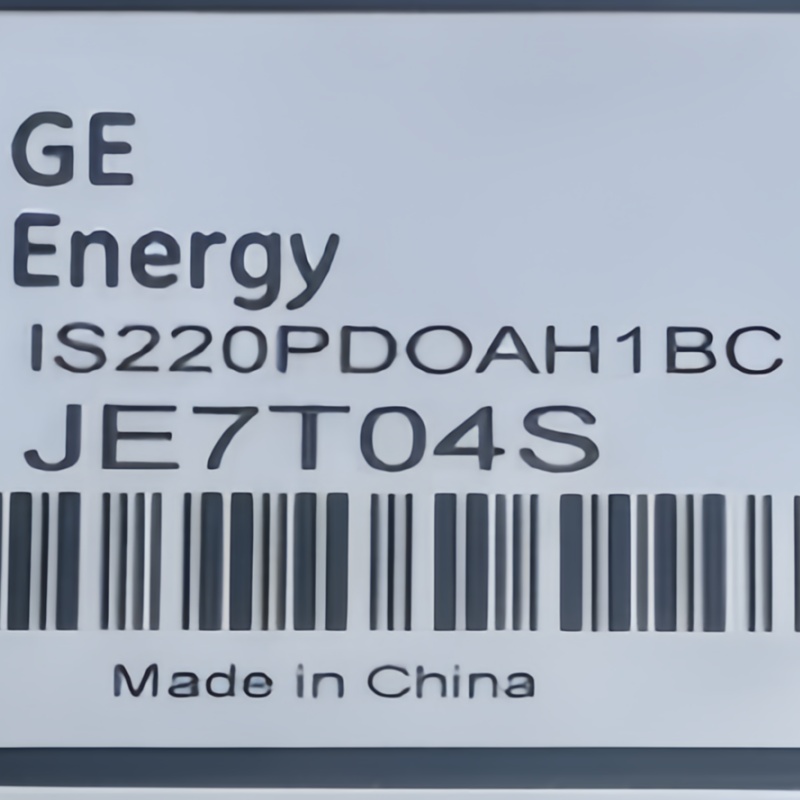 GE
Energy
IS220PDOAH1BC
JE7T04S
Made in China